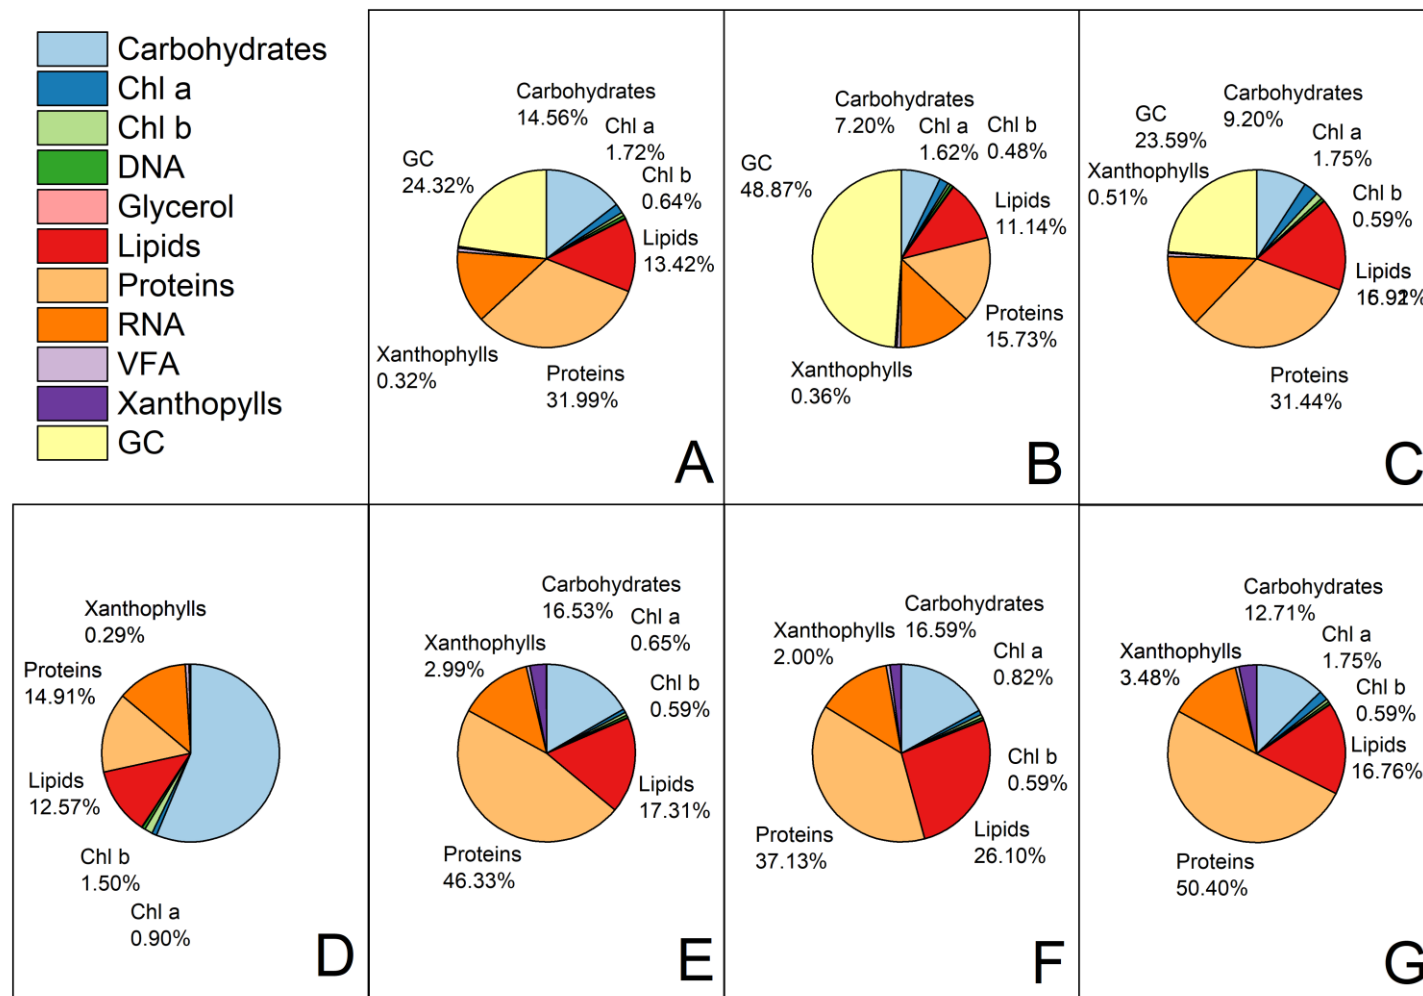 Carbohydrates
Chl a
Chl b
DNA
Glycerol
Lipids
Proteins
RNA
VFA
Xanthopylls
GC
Carbohydrates
14.56%
Chl a
1.72%
Chl b
0.64%
Lipids
13.42%
Proteins
31.99%
Xanthophylls
0.32%
GC
24.32%
A
Carbohydrates
7.20%
Chl a
1.62%
Chl b
0.48%
Lipids
11.14%
Proteins
15.73%
Xanthophylls
0.36%
GC
48.87%
B
Carbohydrates
9.20%
Chl a
1.75%
Chl b
0.59%
Lipids
Proteins
31.44%
Xanthophylls
0.51%
GC
23.59%
C
Xanthophylls
0.29%
Proteins
14.91%
Lipids
12.57%
Chl b
1.50%
Chl a
0.90%
D
Carbohydrates
16.53%
Chl a
0.65%
Chl b
0.59%
Lipids
17.31%
Proteins
46.33%
Xanthophylls
2.99%
E
Carbohydrates
16.59%
Chl a
0.82%
Chl b
0.59%
Lipids
26.10%
Proteins
37.13%
Xanthophylls
2.00%
F
Carbohydrates
12.71%
Chl a
1.75%
Chl b
0.59%
Lipids
16.76%
Proteins
50.40%
Xanthophylls
3.48%
G